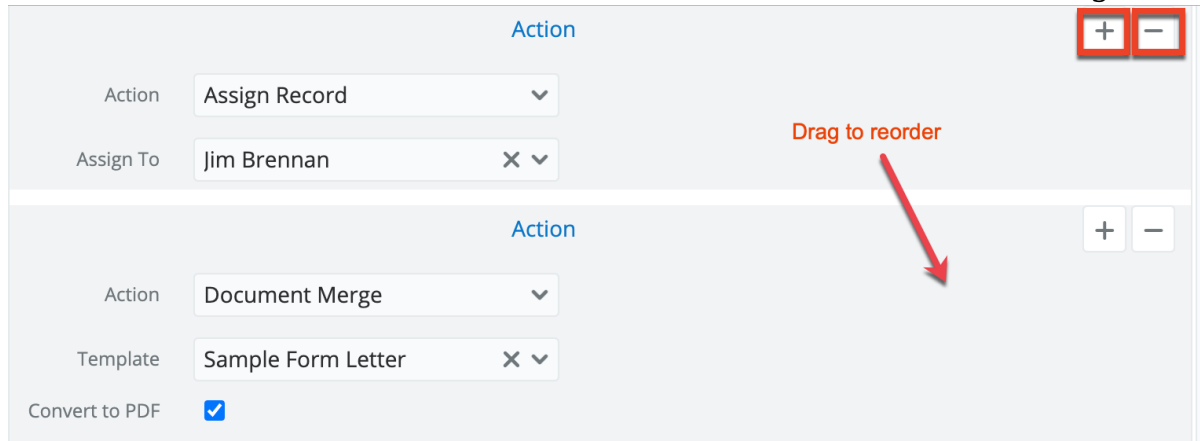 Action + −
Action Assign Record
Drag to reorder
Assign To Jim Brennan
Action + −
Action Document Merge
Template Sample Form Letter
Convert to PDF